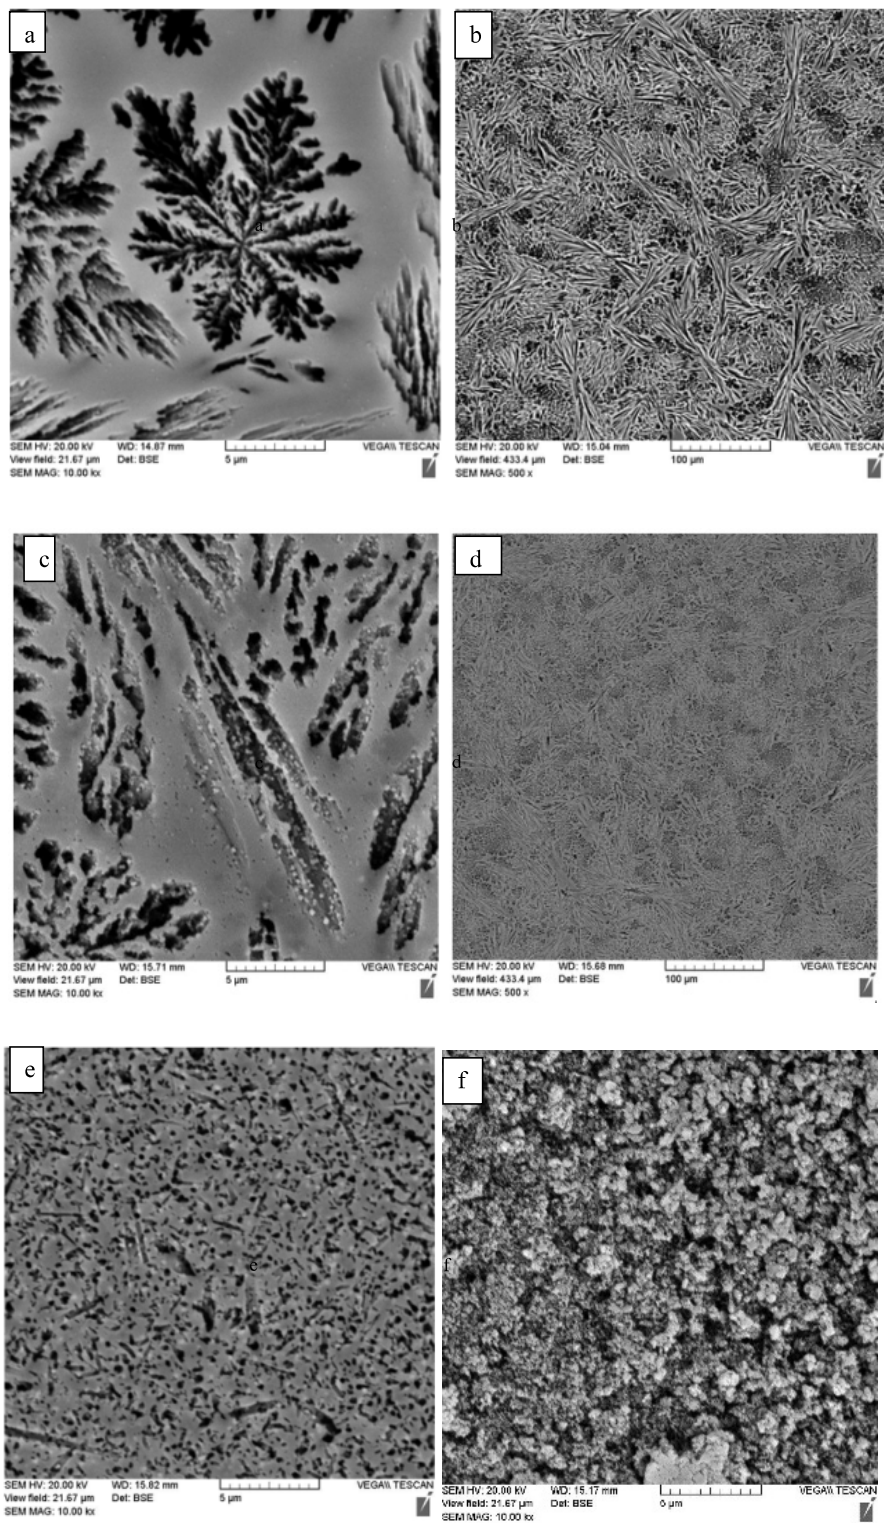 a
b
a
b
SEM HV: 20.00 kV WD: 14.87 mm VEGA\\ TESCAN
View field: 21.67 µm Det: BSE 5 µm
SEM MAG: 10.00 kx
SEM HV: 20.00 kV WD: 15.04 mm VEGA\\ TESCAN
View field: 433.4 µm Det: BSE 100 µm
SEM MAG: 500 x
c
d
c
d
SEM HV: 20.00 kV WD: 15.71 mm VEGA\\ TESCAN
View field: 21.67 µm Det: BSE 5 µm
SEM MAG: 10.00 kx
SEM HV: 20.00 kV WD: 15.68 mm VEGA\\ TESCAN
View field: 433.4 µm Det: BSE 100 µm
SEM MAG: 500 x
e
f
e
f
SEM HV: 20.00 kV WD: 15.82 mm VEGA\\ TESCAN
View field: 21.67 µm Det: BSE 5 µm
SEM MAG: 10.00 kx
SEM HV: 20.00 kV WD: 15.17 mm VEGA\\ TESCAN
View field: 21.67 µm Det: BSE 5 µm
SEM MAG: 10.00 kx